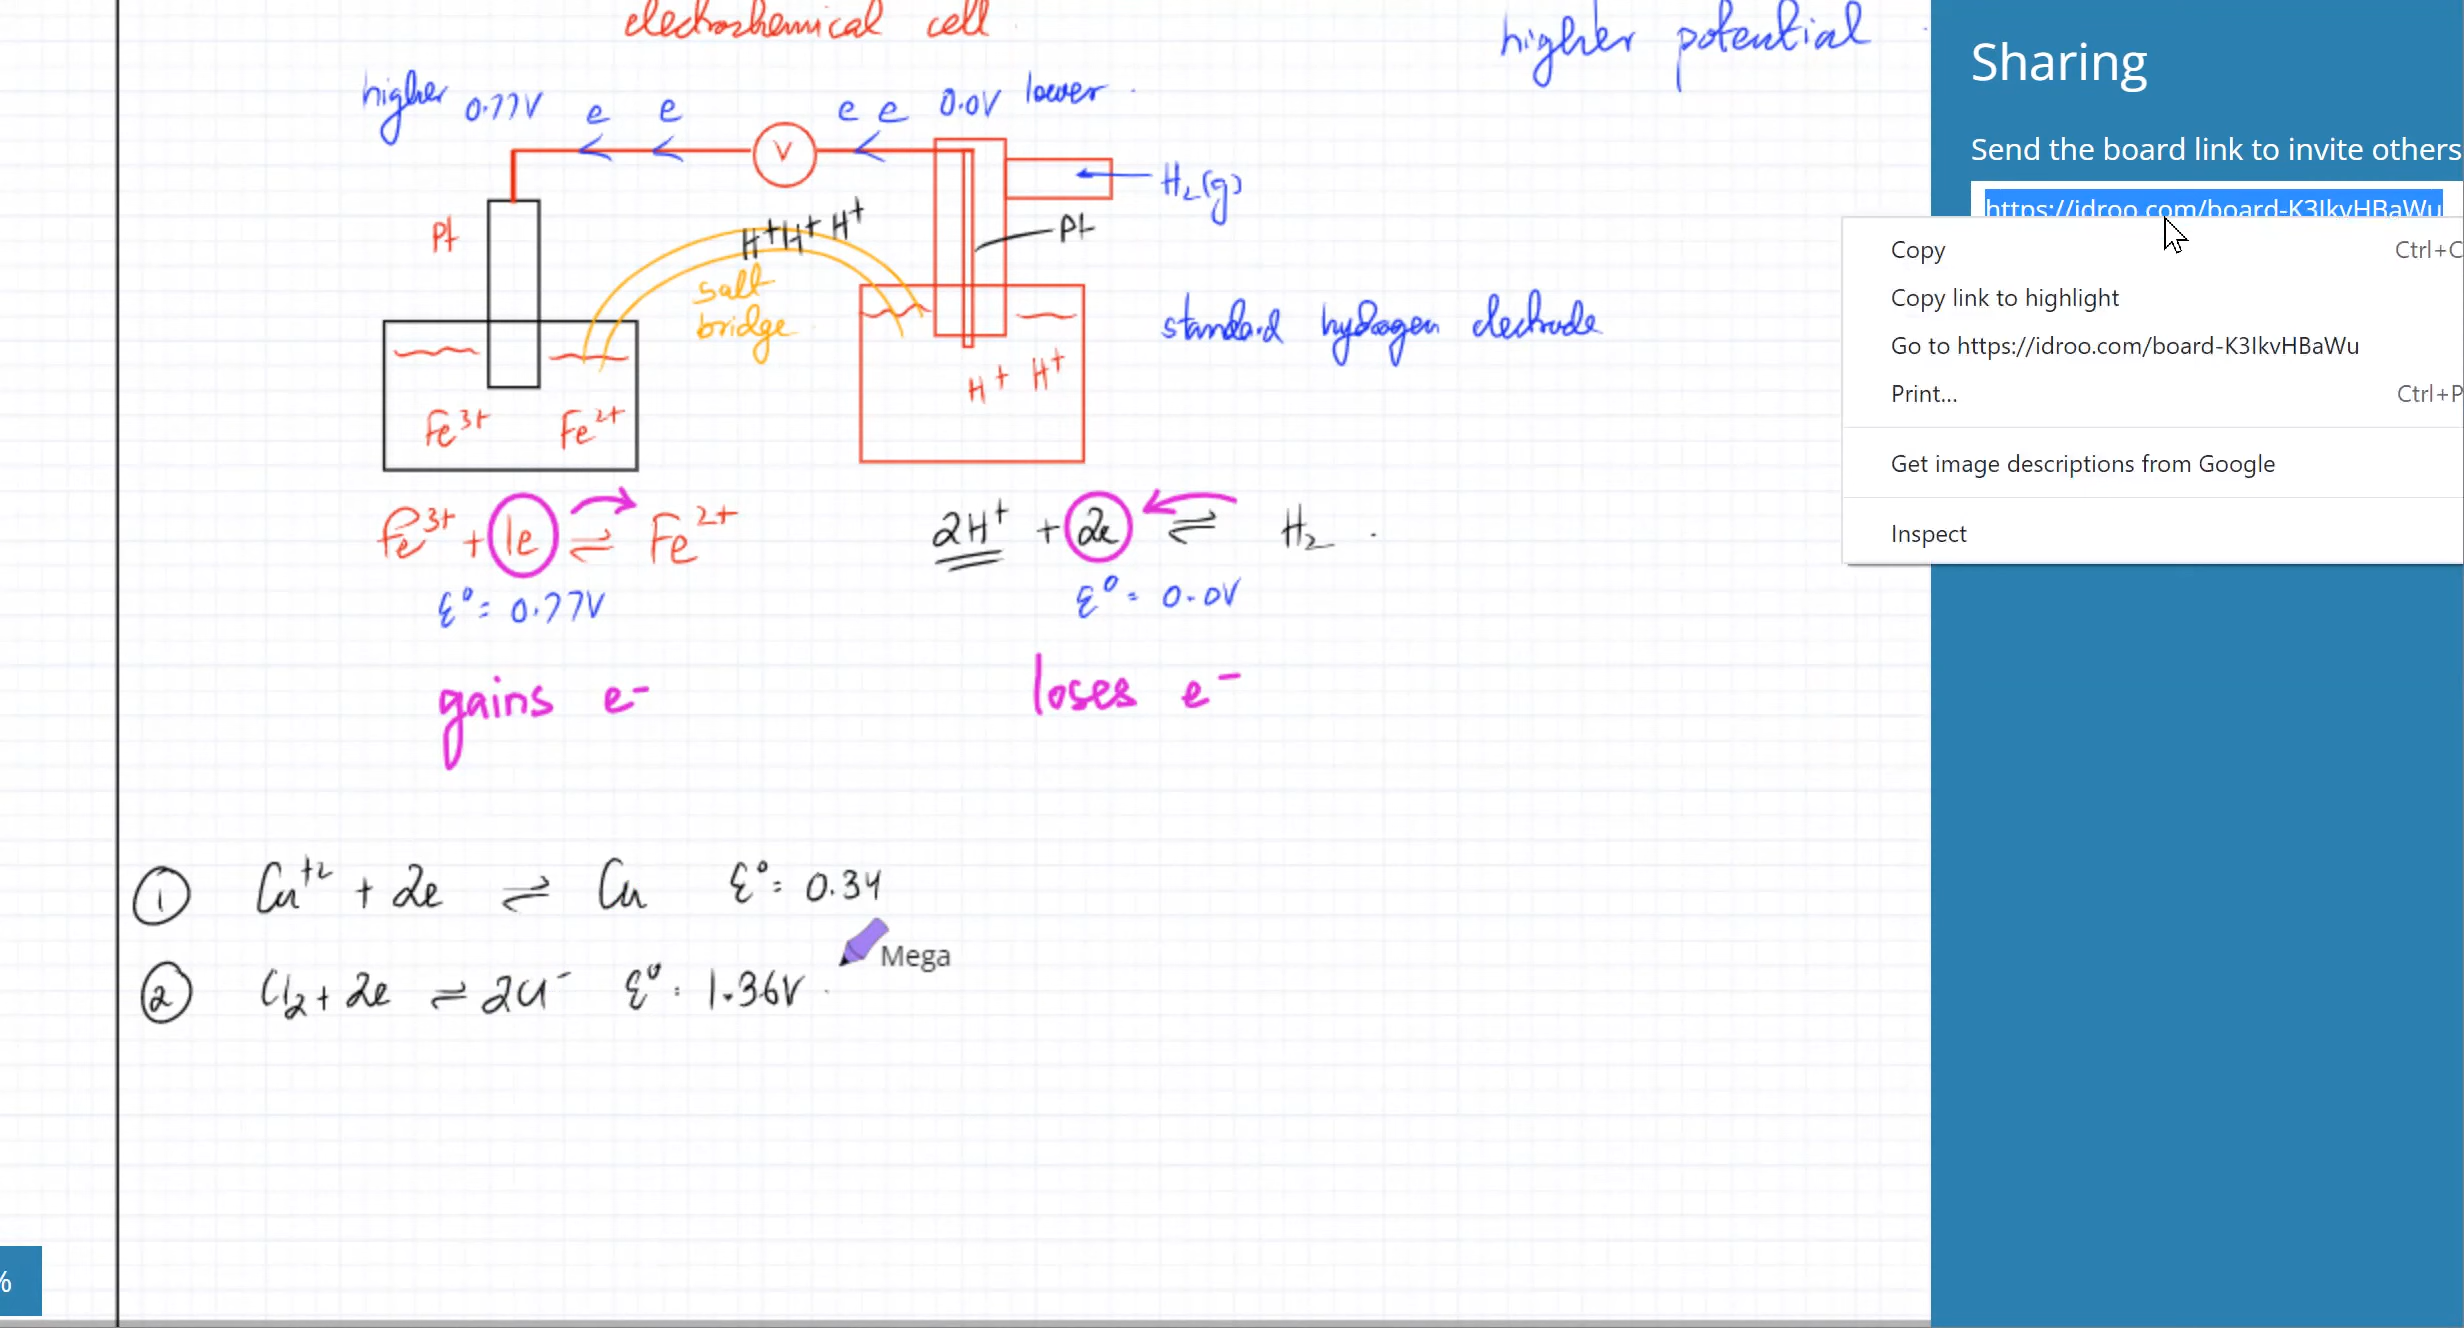 electrochemical cell
higher potential
higher 0.77V e e e e 0.0V lower
V
H₂(g)
Pt
H⁺H⁺H⁺
Pt
salt
bridge
standard hydrogen electrode
H⁺ H⁺
Fe³⁺ Fe²⁺
Fe³⁺ + 1e ⇌ Fe²⁺
2H⁺ + 2e ⇌ H₂
ε⁰ = 0.77V
ε⁰ = 0.0V
gains e⁻
loses e⁻
① Cu⁺² + 2e ⇌ Cu ε⁰ = 0.34
Mega
② Cl₂ + 2e ⇌ 2Cl⁻ ε⁰ = 1.36V
%
Sharing
Send the board link to invite others
https://idroo.com/board-K3IkvHBaWu
Copy Ctrl+C
Copy link to highlight
Go to https://idroo.com/board-K3IkvHBaWu
Print... Ctrl+P
Get image descriptions from Google
Inspect